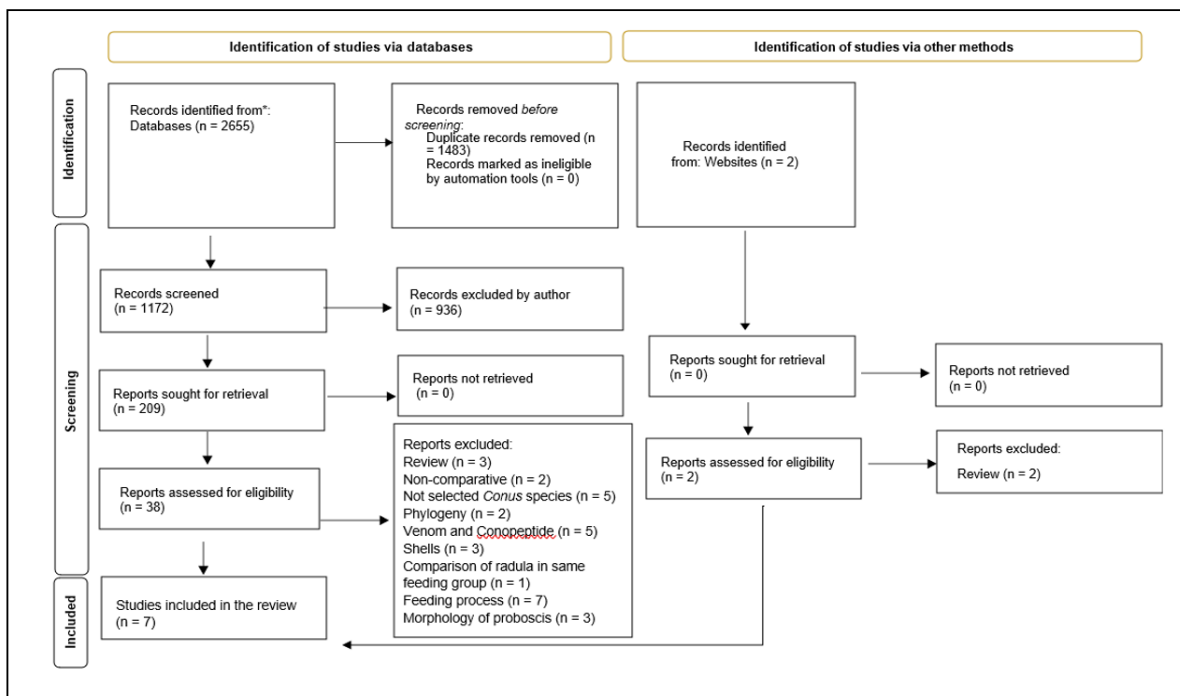 Identification of studies via databases
Identification of studies via other methods
Identification
Records identified from*:
Databases (n = 2655)
Records removed before
screening:
Duplicate records removed (n
= 1483)
Records marked as ineligible
by automation tools (n = 0)
Records identified
from: Websites (n = 2)
Screening
Records screened
(n = 1172)
Records excluded by author
(n = 936)
Reports sought for retrieval
(n = 209)
Reports not retrieved
(n = 0)
Reports sought for retrieval
(n = 0)
Reports not retrieved
(n = 0)
Reports assessed for eligibility
(n = 38)
Reports excluded:
Review (n = 3)
Non-comparative (n = 2)
Not selected Conus species (n = 5)
Phylogeny (n = 2)
Venom and Conopeptide (n = 5)
Shells (n = 3)
Comparison of radula in same
feeding group (n = 1)
Feeding process (n = 7)
Morphology of proboscis (n = 3)
Reports assessed for eligibility
(n = 2)
Reports excluded:
Review (n = 2)
Included
Studies included in the review
(n = 7)